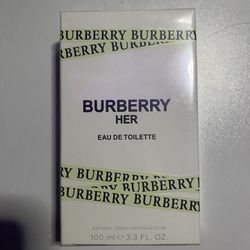 BURBERRY BURBERRY BURBERRY
BURBERRY
HER
EAU DE TOILETTE
BURBERRY BURBERRY
BURBERRY BURBERRY
NATURAL SPRAY VAPORISATEUR
100 ml ℮ 3.3 FL. OZ.